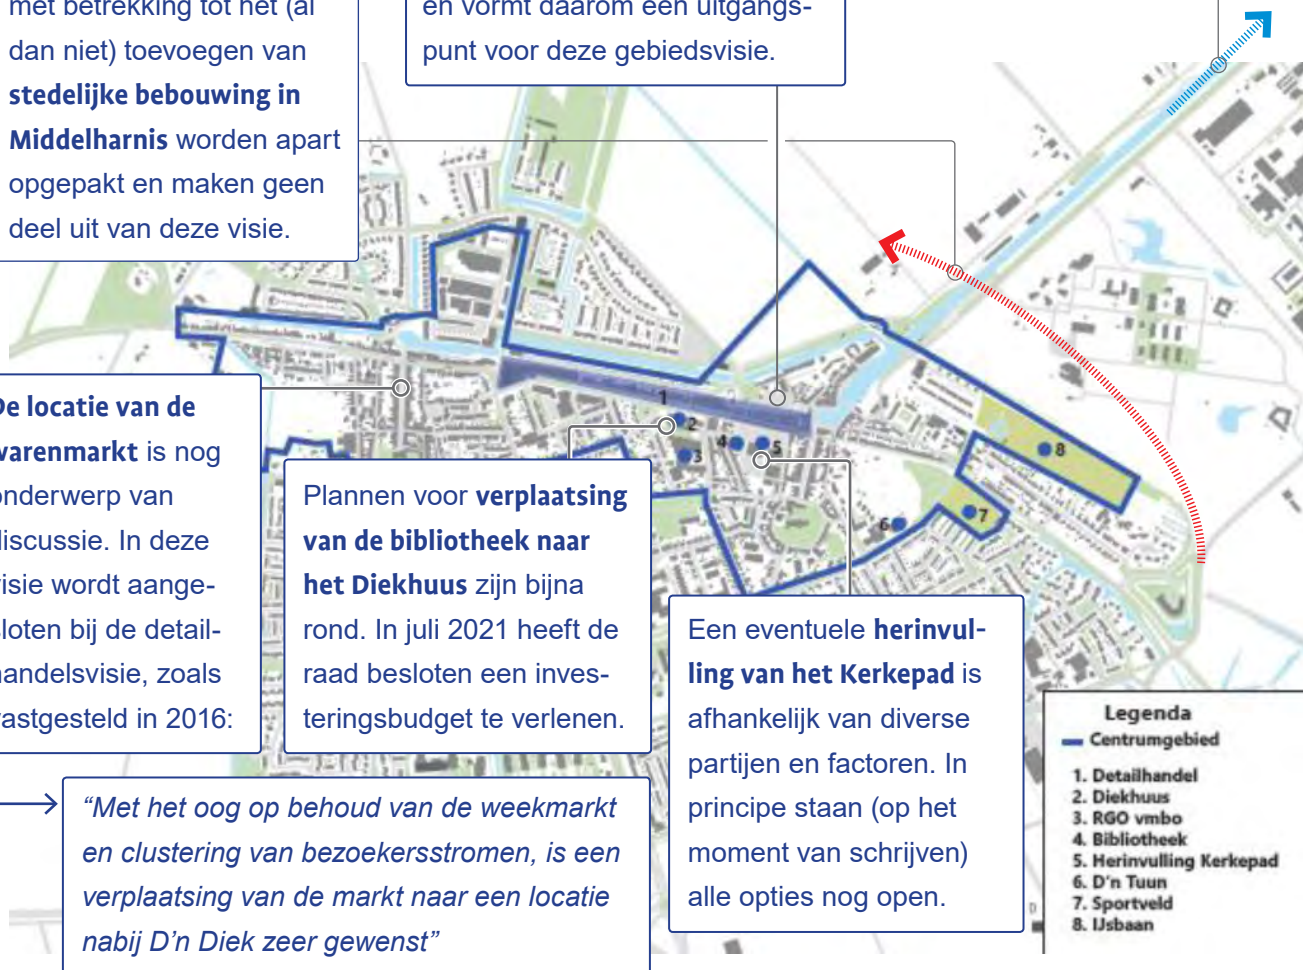 met betrekking tot het (al
dan niet) toevoegen van
stedelijke bebouwing in
Middelharnis worden apart
opgepakt en maken geen
deel uit van deze visie.
en vormt daarom een uitgangs-
punt voor deze gebiedsvisie.
De locatie van de
warenmarkt is nog
onderwerp van
discussie. In deze
visie wordt aange-
sloten bij de detail-
handelsvisie, zoals
vastgesteld in 2016:
Plannen voor verplaatsing
van de bibliotheek naar
het Diekhuus zijn bijna
rond. In juli 2021 heeft de
raad besloten een inves-
teringsbudget te verlenen.
Een eventuele herinvul-
ling van het Kerkepad is
afhankelijk van diverse
partijen en factoren. In
principe staan (op het
moment van schrijven)
alle opties nog open.
“Met het oog op behoud van de weekmarkt
en clustering van bezoekersstromen, is een
verplaatsing van de markt naar een locatie
nabij D’n Diek zeer gewenst”
1
2
3
4
5
6
7
8
Legenda
Centrumgebied
1. Detailhandel
2. Diekhuus
3. RGO vmbo
4. Bibliotheek
5. Herinvulling Kerkepad
6. D’n Tuun
7. Sportveld
8. IJsbaan